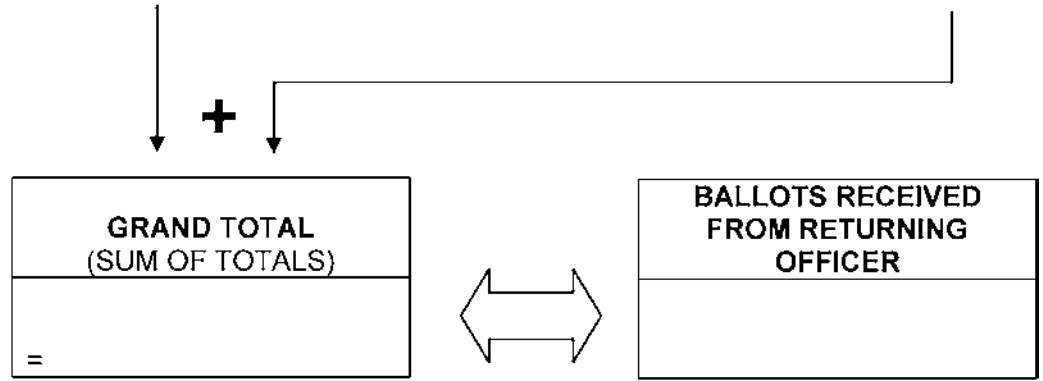 +
GRAND TOTAL
(SUM OF TOTALS)
=
BALLOTS RECEIVED
FROM RETURNING
OFFICER